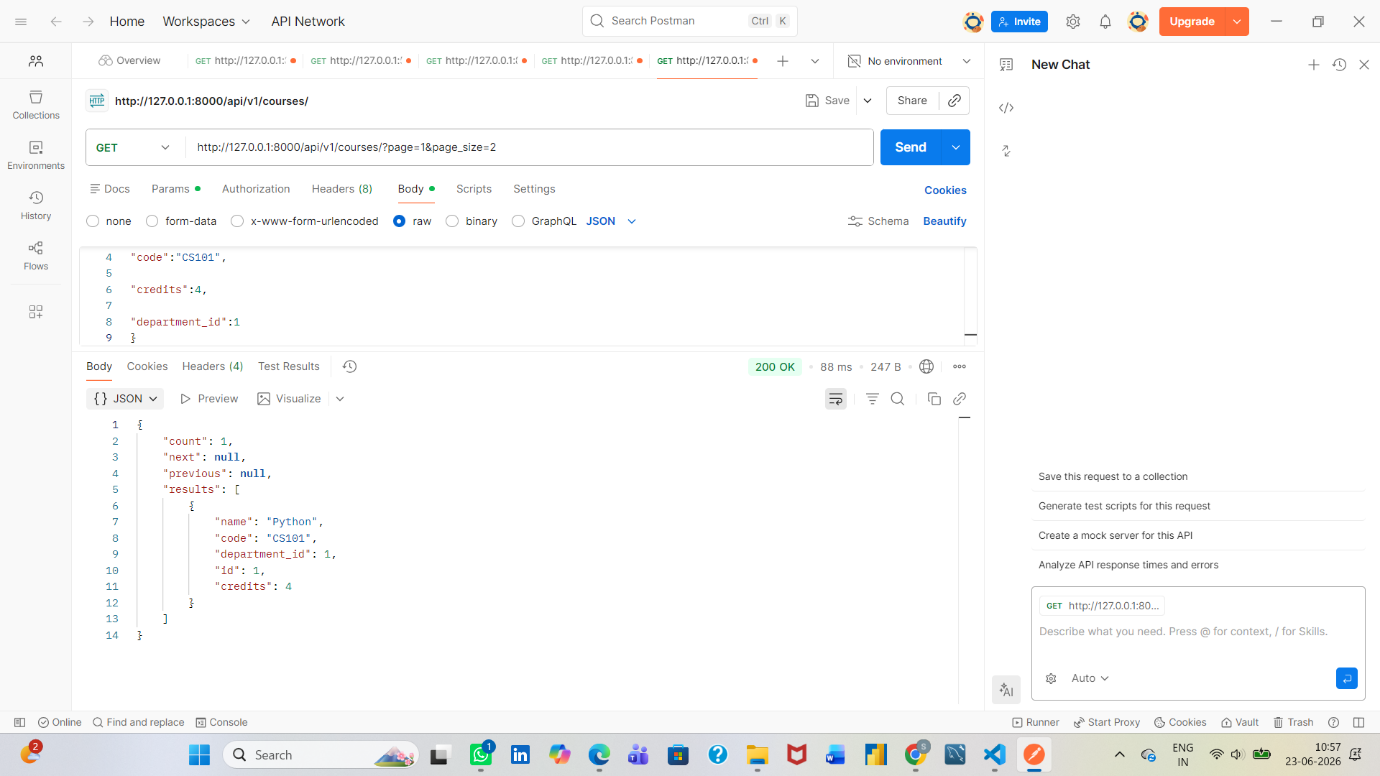 Home Workspaces API Network Search Postman Ctrl K Invite Upgrade
Overview GET http://127.0.0.1: GET http://127.0.0.1: GET http://127.0.0.1: GET http://127.0.0.1: GET http://127.0.0.1: No environment New Chat
HTTP http://127.0.0.1:8000/api/v1/courses/ Save Share
Collections
GET http://127.0.0.1:8000/api/v1/courses/?page=1&page_size=2 Send
Environments
Docs Params Authorization Headers (8) Body Scripts Settings Cookies
History
none form-data x-www-form-urlencoded raw binary GraphQL JSON Schema Beautify
Flows
4 "code":"CS101",
5
6 "credits":4,
7
8 "department_id":1
9 }
Body Cookies Headers (4) Test Results 200 OK 88 ms 247 B
{} JSON Preview Visualize
1 {
2 "count": 1,
3 "next": null,
4 "previous": null,
5 "results": [
6 {
7 "name": "Python",
8 "code": "CS101",
9 "department_id": 1,
10 "id": 1,
11 "credits": 4
12 }
13 ]
14 }
Save this request to a collection
Generate test scripts for this request
Create a mock server for this API
Analyze API response times and errors
GET http://127.0.0.1:80...
Describe what you need. Press @ for context, / for Skills.
Auto
AI
Online Find and replace Console Runner Start Proxy Cookies Vault Trash
2 Search 1 S ENG IN 10:57 23-06-2026